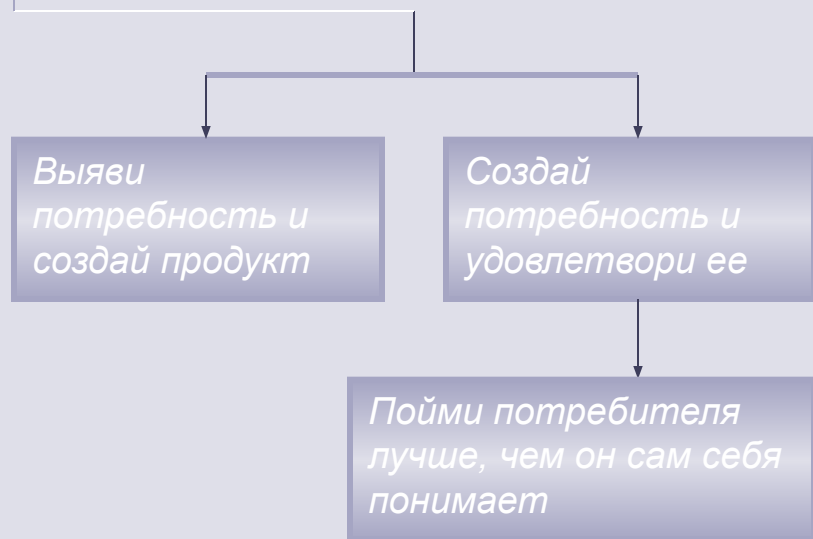 Выяви
потребность и
создай продукт
Создай
потребность и
удовлетвори ее
Пойми потребителя
лучше, чем он сам себя
понимает